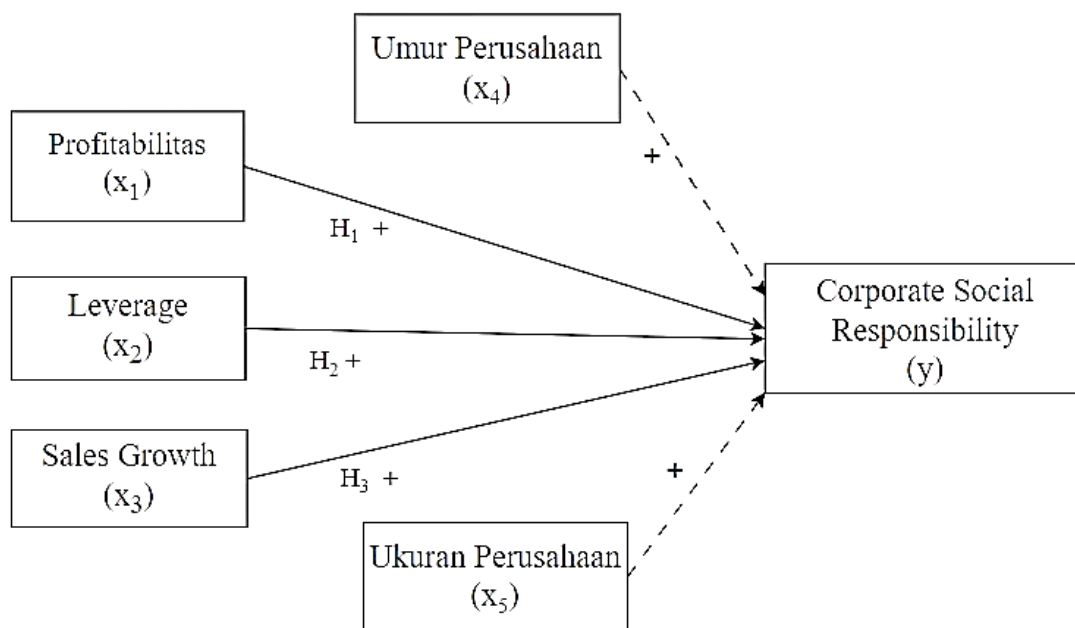 Umur Perusahaan
(x4)
Profitabilitas
(x1)
+
H1 +
Leverage
(x2)
H2 +
Corporate Social
Responsibility
(y)
Sales Growth
(x3)
H3 +
+
Ukuran Perusahaan
(x5)